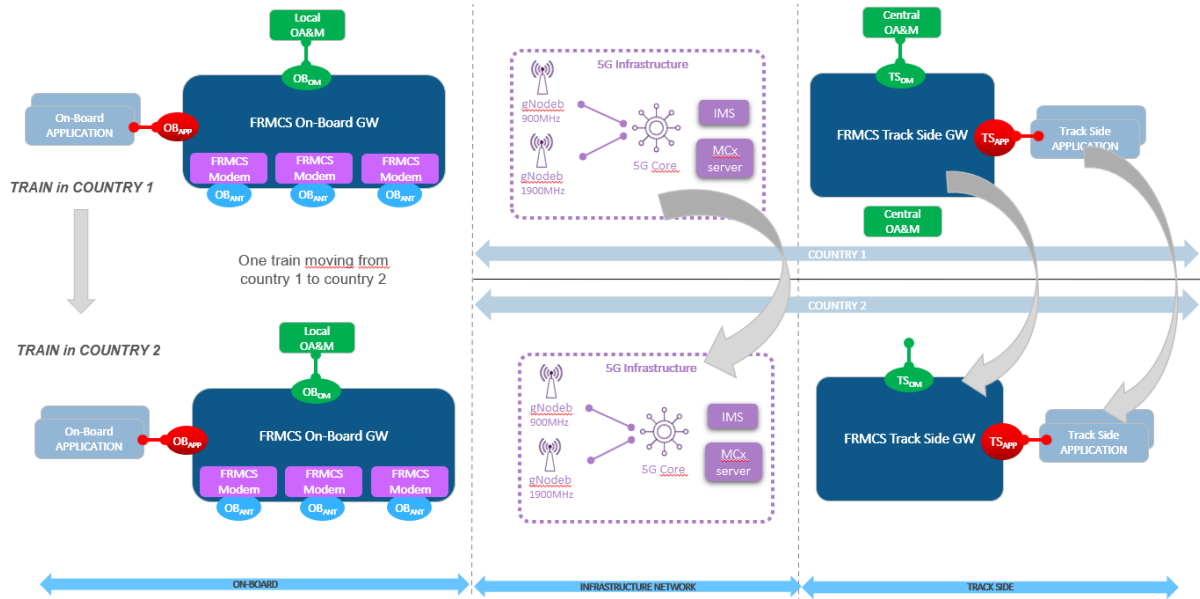 Local
OA&M
OBOM
On-Board
APPLICATION
OBAPP
FRMCS On-Board GW
FRMCS
Modem
FRMCS
Modem
FRMCS
Modem
OBANT
OBANT
OBANT
TRAIN in COUNTRY 1
One train moving from
country 1 to country 2
5G Infrastructure
gNodeb
900MHz
gNodeb
1900MHz
5G Core
IMS
MCx
server
Central
OA&M
TSOM
FRMCS Track Side GW
TSAPP
Track Side
APPLICATION
Central
OA&M
COUNTRY 1
COUNTRY 2
TRAIN in COUNTRY 2
Local
OA&M
OBOM
On-Board
APPLICATION
OBAPP
FRMCS On-Board GW
FRMCS
Modem
FRMCS
Modem
FRMCS
Modem
OBANT
OBANT
OBANT
5G Infrastructure
gNodeb
900MHz
gNodeb
1900MHz
5G Core
IMS
MCx
server
TSOM
FRMCS Track Side GW
TSAPP
Track Side
APPLICATION
ON-BOARD
INFRASTRUCTURE NETWORK
TRACK SIDE